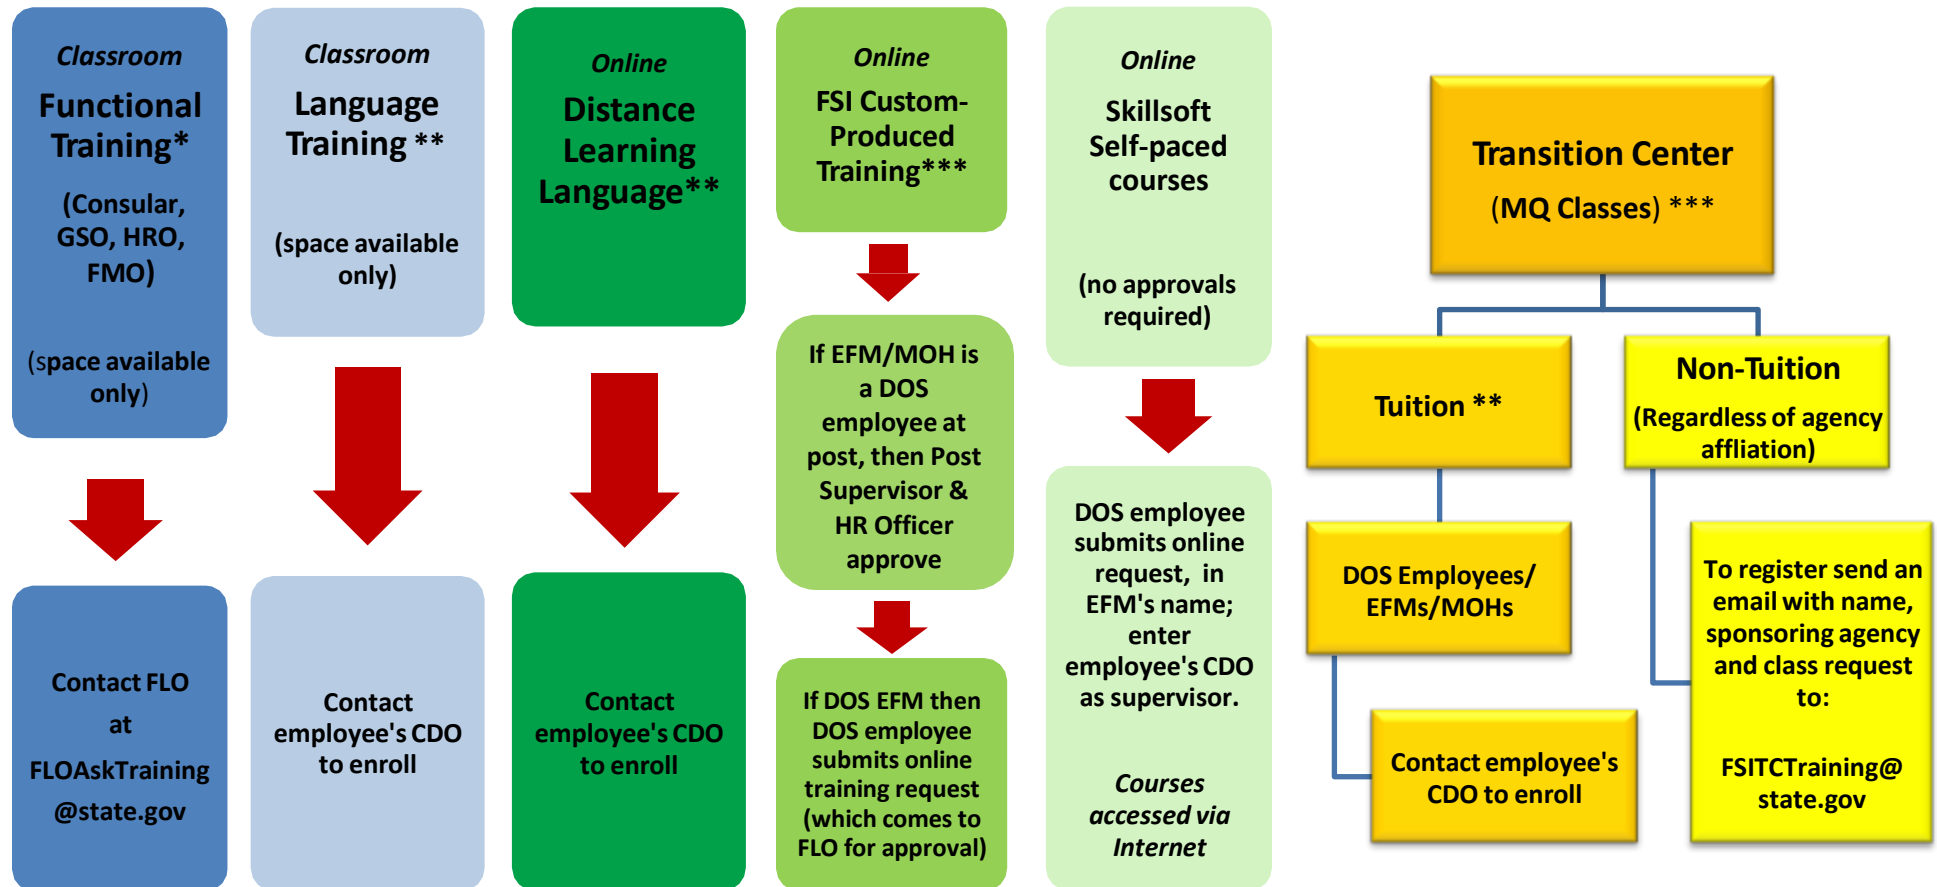 Classroom
Functional
Training*
(Consular,
GSO, HRO,
FMO)
(space available
only)
Contact FLO
at
FLOAskTraining
@state.gov
Classroom
Language
Training **
(space available
only)
Contact
employee's CDO
to enroll
Online
Distance
Learning
Language**
Contact
employee's CDO
to enroll
Online
FSI Custom-
Produced
Training***
If EFM/MOH is
a DOS
employee at
post, then Post
Supervisor &
HR Officer
approve
If DOS EFM then
DOS employee
submits online
training request
(which comes to
FLO for approval)
Online
Skillsoft
Self-paced
courses
(no approvals
required)
DOS employee
submits online
request, in
EFM's name;
enter
employee's CDO
as supervisor.
Courses
accessed via
Internet
Transition Center
(MQ Classes) ***
Tuition **
DOS Employees/
EFMs/MOHs
Contact employee's
CDO to enroll
Non-Tuition
(Regardless of agency
affliation)
To register send an
email with name,
sponsoring agency
and class request
to:
FSITCTraining@
state.gov